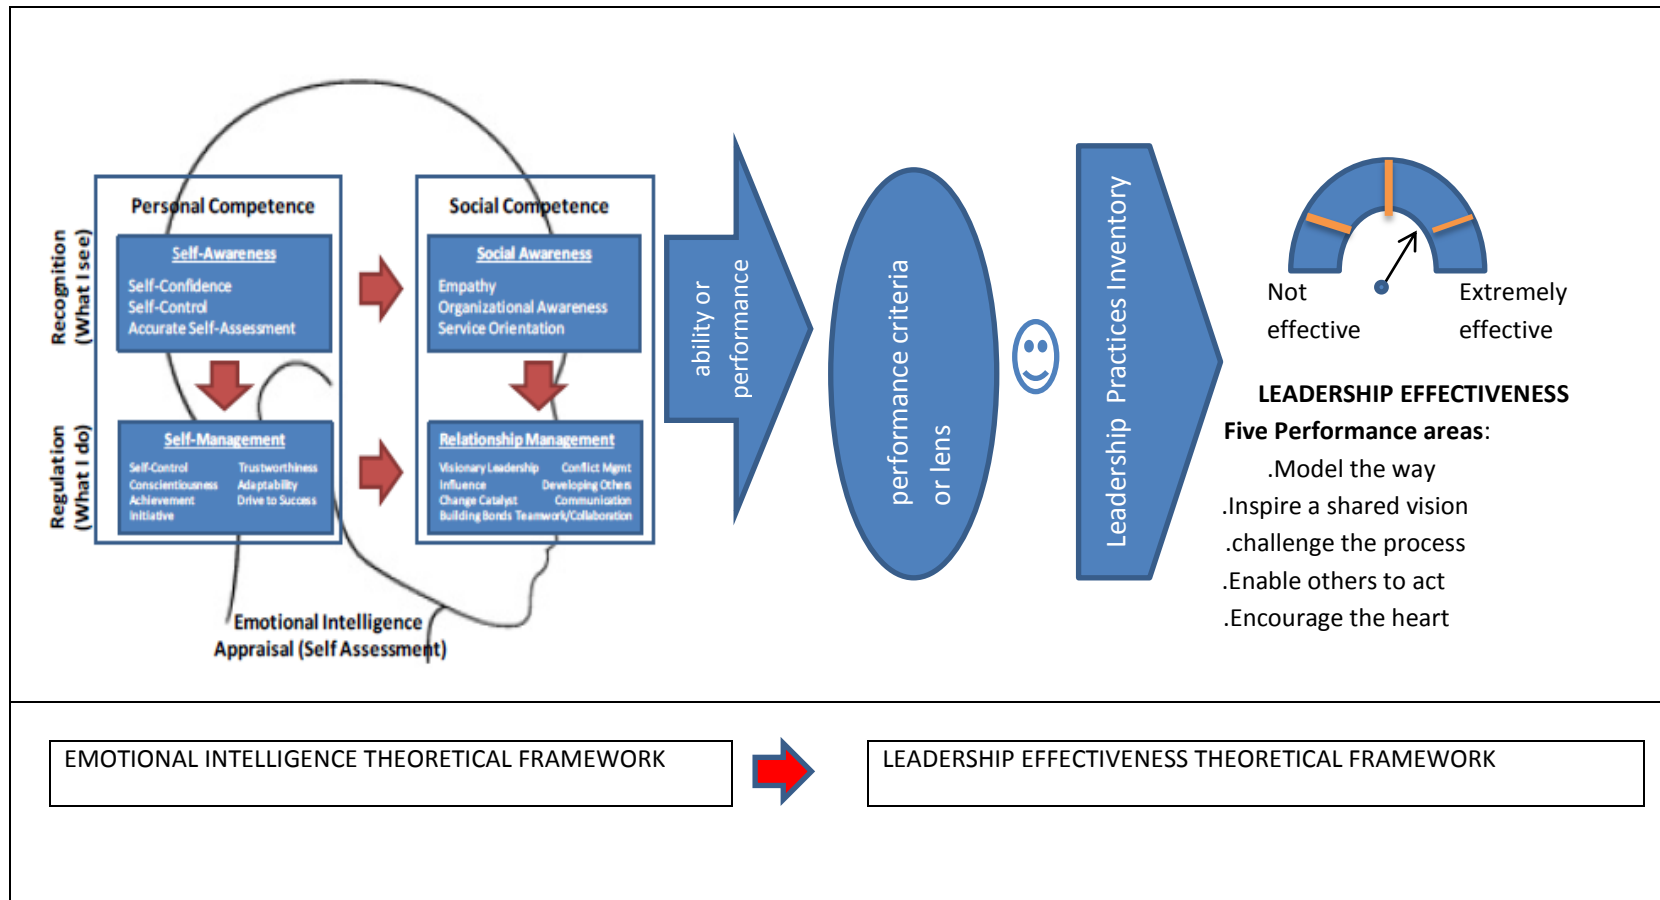 Personal Competence
Social Competence
Recognition
(What I see)
Self-Awareness
Self-Confidence
Self-Control
Accurate Self-Assessment
Social Awareness
Empathy
Organizational Awareness
Service Orientation
Regulation
(What I do)
Self-Management
Self-Control Trustworthiness
Conscientiousness Adaptability
Achievement Drive to Success
Initiative
Relationship Management
Visionary Leadership Conflict Mgmt
Influence Developing Others
Change Catalyst Communication
Building Bonds Teamwork/Collaboration
Emotional Intelligence
Appraisal (Self Assessment)
ability or
performance
performance criteria
or lens
Leadership Practices Inventory
Not Extremely
effective effective
LEADERSHIP EFFECTIVENESS
Five Performance areas:
.Model the way
.Inspire a shared vision
.challenge the process
.Enable others to act
.Encourage the heart
EMOTIONAL INTELLIGENCE THEORETICAL FRAMEWORK
LEADERSHIP EFFECTIVENESS THEORETICAL FRAMEWORK